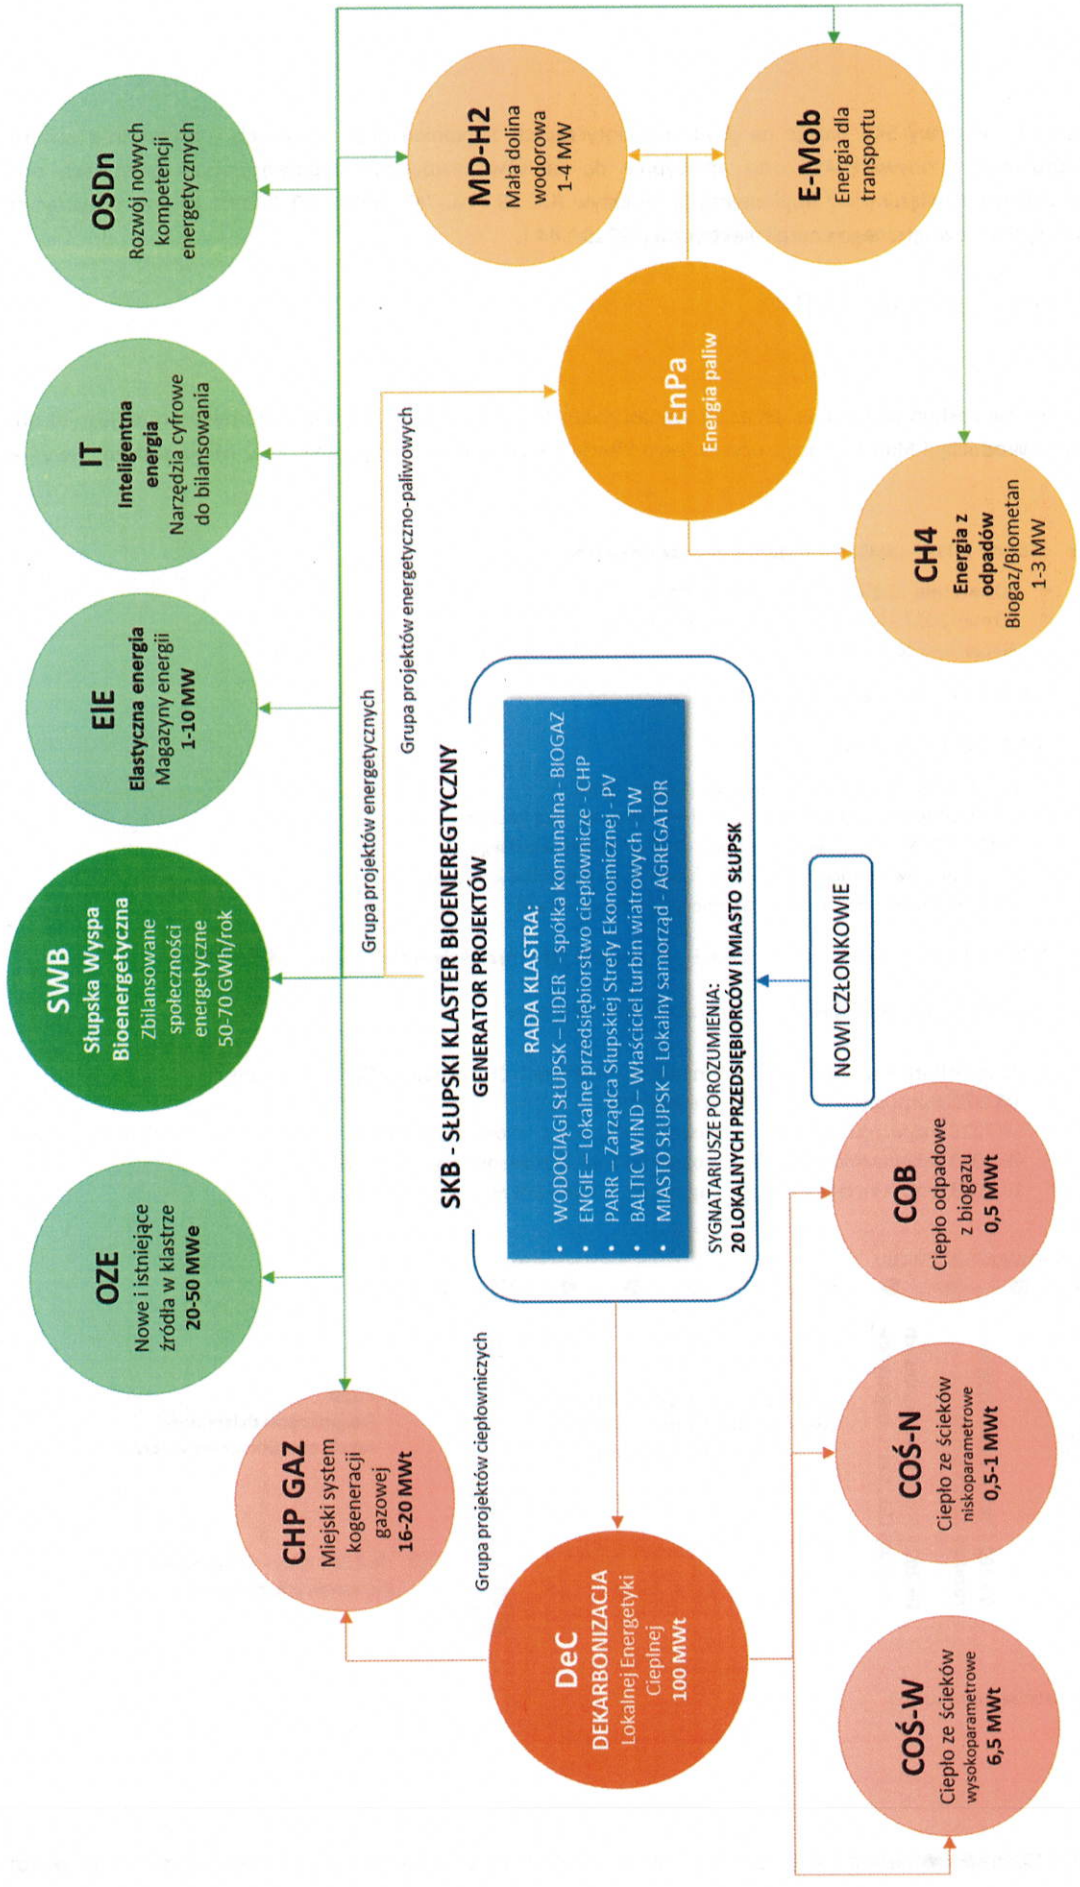 OZE
Nowe i istniejące
źródła w klastrze
20-50 MWe
SWB
Słupska Wyspa
Bioenergetyczna
Zbilansowane
społeczności
energetyczne
50-70 GWh/rok
ElE
Elastyczna energia
Magazyny energii
1-10 MW
IT
Inteligentna
energia
Narzędzia cyfrowe
do bilansowania
OSDn
Rozwój nowych
kompetencji
energetycznych
CHP GAZ
Miejski system
kogeneracji
gazowej
16-20 MWt
Grupa projektów energetycznych
Grupa projektów energetyczno-paliwowych
Grupa projektów ciepłowniczych
SKB - SŁUPSKI KLASTER BIOENEREGTYCZNY
GENERATOR PROJEKTÓW
RADA KLASTRA:
• WODOCIĄGI SŁUPSK – LIDER - spółka komunalna - BIOGAZ
• ENGIE – Lokalne przedsiębiorstwo ciepłownicze - CHP
• PARR – Zarządca Słupskiej Strefy Ekonomicznej - PV
• BALTIC WIND – Właściciel turbin wiatrowych - TW
• MIASTO SŁUPSK – Lokalny samorząd - AGREGATOR
SYGNATARIUSZE POROZUMIENIA:
20 LOKALNYCH PRZEDSIĘBIORCÓW I MIASTO SŁUPSK
NOWI CZŁONKOWIE
DeC
DEKARBONIZACJA
Lokalnej Energetyki
Cieplnej
100 MWt
EnPa
Energia paliw
MD-H2
Mała dolina
wodorowa
1-4 MW
E-Mob
Energia dla
transportu
CH4
Energia z
odpadów
Biogaz/Biometan
1-3 MW
COŚ-W
Ciepło ze ścieków
wysokoparametrowe
6,5 MWt
COŚ-N
Ciepło ze ścieków
niskoparametrowe
0,5-1 MWt
COB
Ciepło odpadowe
z biogazu
0,5 MWt